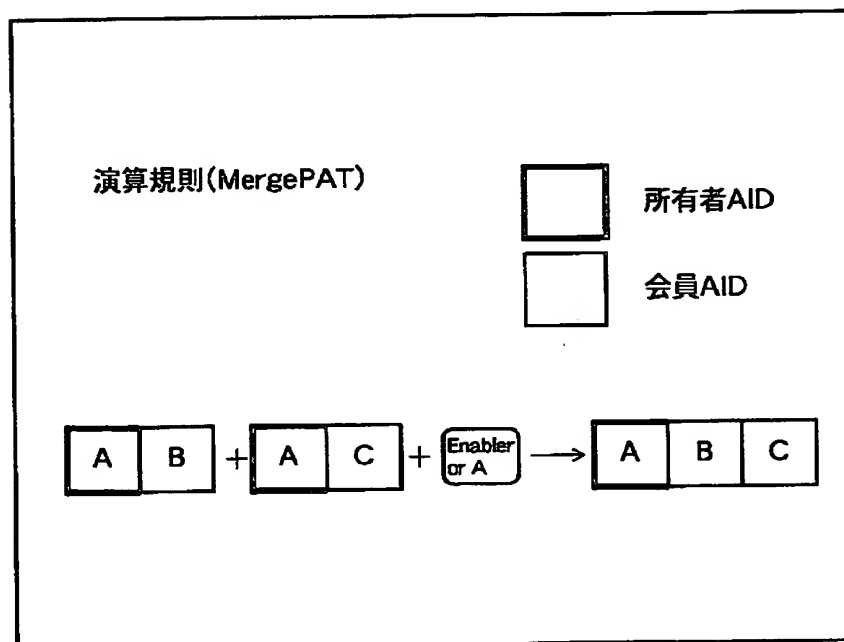 演算規則(MergePAT)
所有者AID
会員AID
A B + A C + Enabler or A → A B C